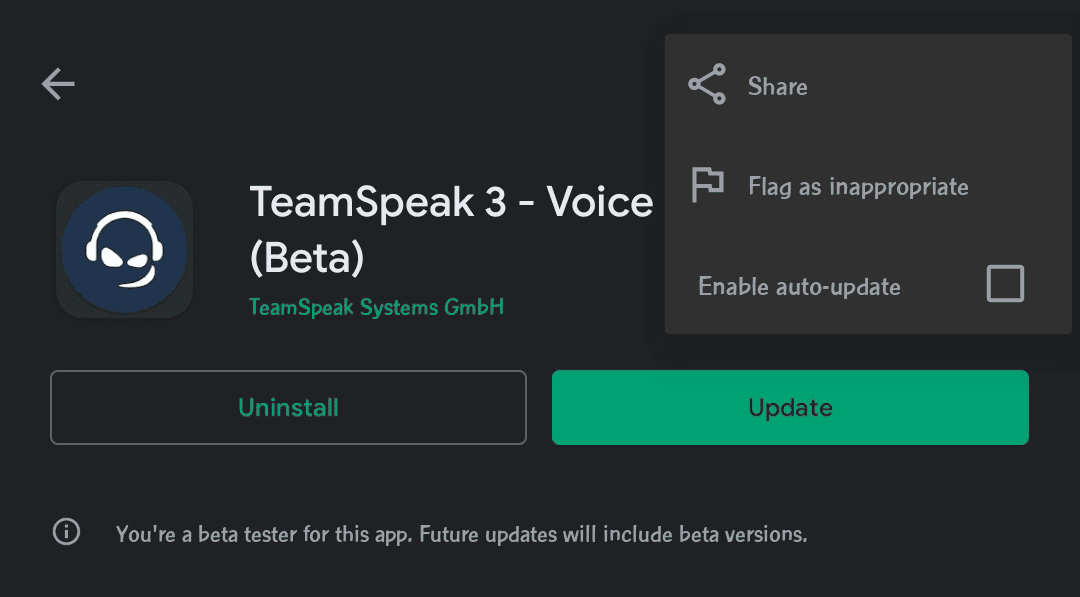 Share
Flag as inappropriate
Enable auto-update
TeamSpeak 3 - Voice
(Beta)
TeamSpeak Systems GmbH
Uninstall
Update
You're a beta tester for this app. Future updates will include beta versions.